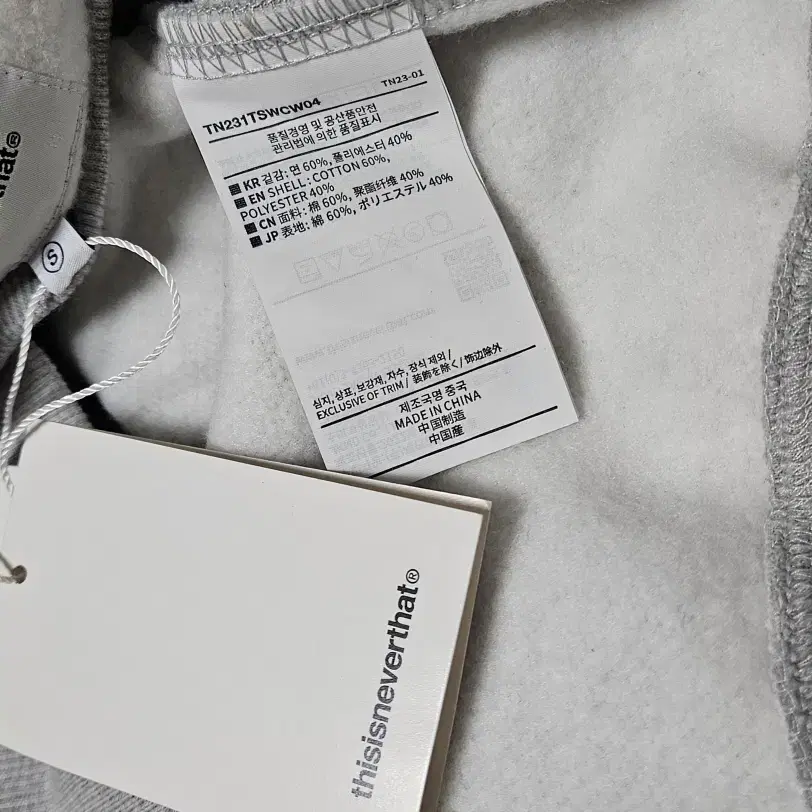 TN231TSWCW04
TN23-01
품질경영 및 공산품안전
관리법에 의한 품질표시
KR 겉감: 면 60%, 폴리에스터 40%
EN SHELL: COTTON 60%,
POLYESTER 40%
CN 面料: 棉 60%, 聚酯纤维 40%
JP 表地; 綿 60%, ポリエステル 40%
심지, 상표, 보강재, 자수, 장식 제외/
EXCLUSIVE OF TRIM / 装飾を除く/ 饰边除外
제조국명 중국
MADE IN CHINA
中国制造
中国産
hat®
S
thisisneverthat®